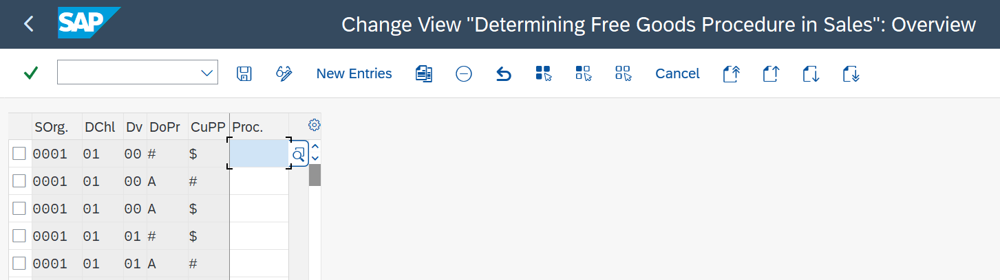 SAP
Change View "Determining Free Goods Procedure in Sales": Overview
New Entries Cancel
SOrg. DChl Dv DoPr CuPP Proc.
0001 01 00 # $
0001 01 00 A #
0001 01 00 A $
0001 01 01 # $
0001 01 01 A #